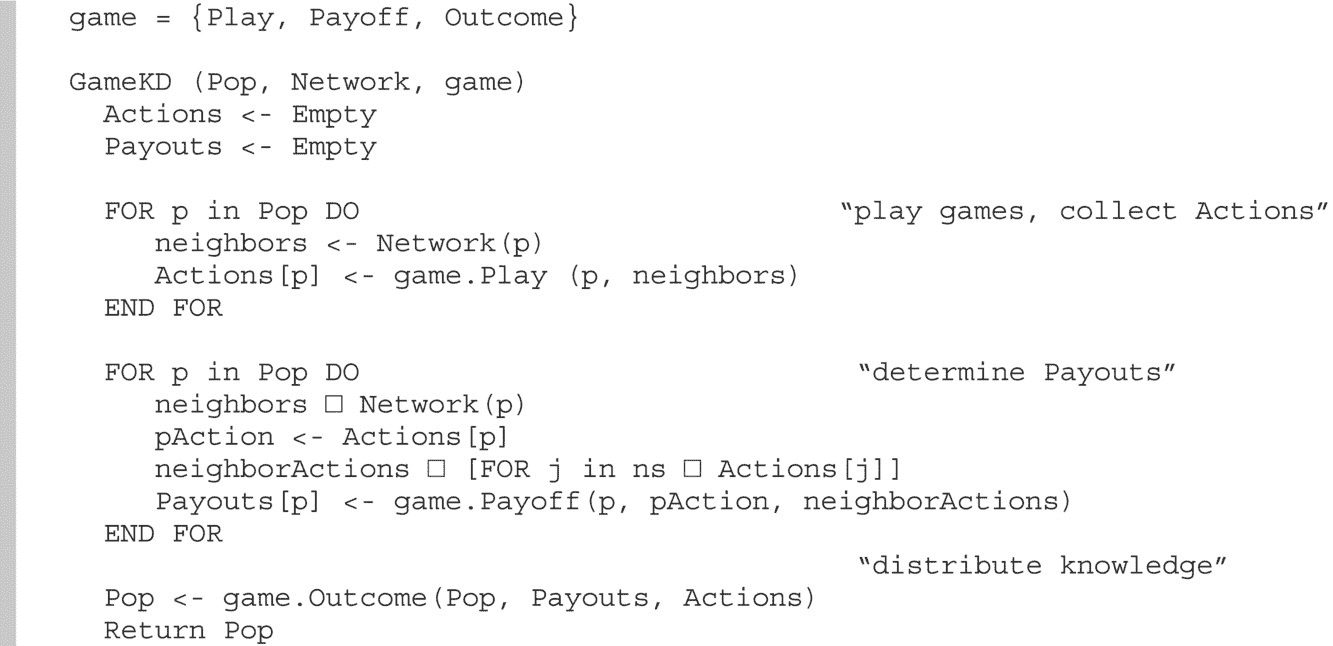 game = {Play, Payoff, Outcome}
GameKD (Pop, Network, game)
Actions <- Empty
Payouts <- Empty
FOR p in Pop DO “play games, collect Actions”
neighbors <- Network(p)
Actions[p] <- game.Play (p, neighbors)
END FOR
FOR p in Pop DO “determine Payouts”
neighbors □ Network(p)
pAction <- Actions[p]
neighborActions □ [FOR j in ns □ Actions[j]]
Payouts[p] <- game.Payoff(p, pAction, neighborActions)
END FOR
“distribute knowledge”
Pop <- game.Outcome(Pop, Payouts, Actions)
Return Pop